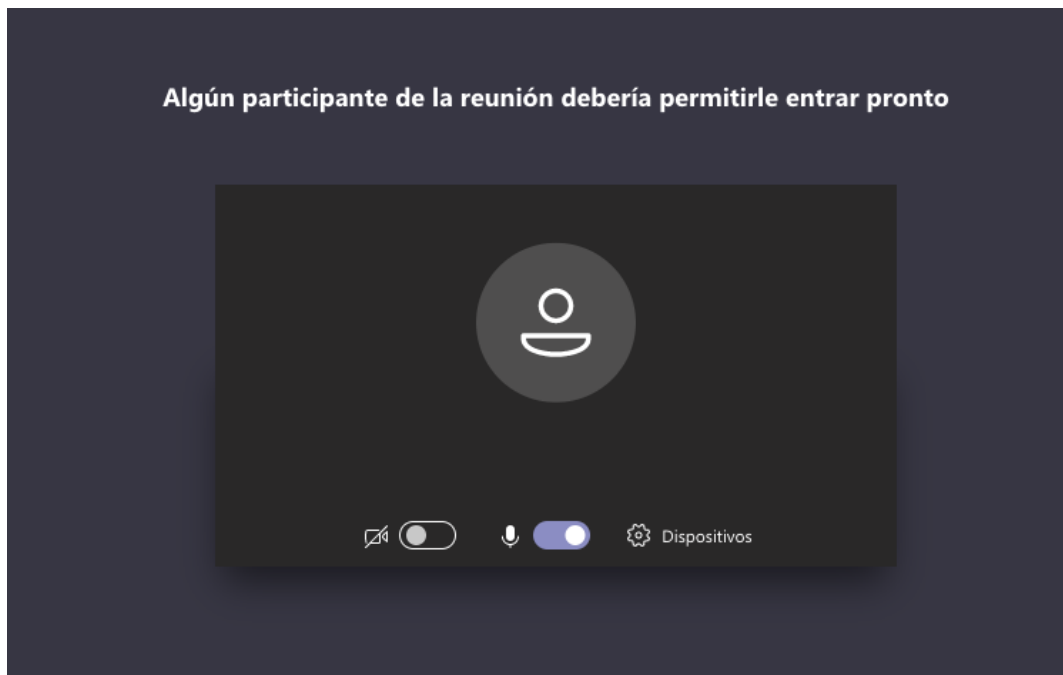 Algún participante de la reunión debería permitirle entrar pronto
Dispositivos